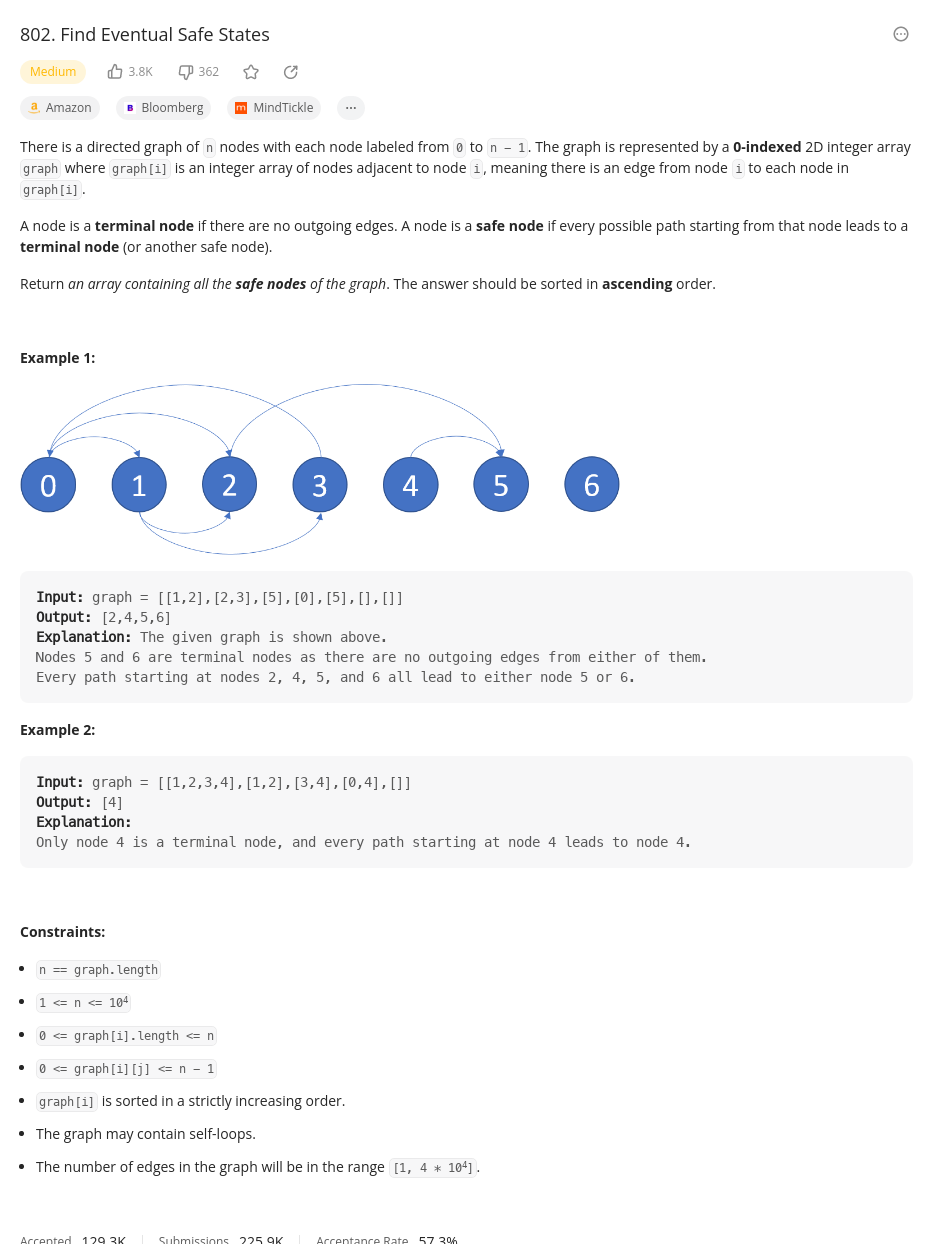 802. Find Eventual Safe States
Medium 3.8K 362
Amazon B Bloomberg MindTickle ...
There is a directed graph of n nodes with each node labeled from 0 to n - 1. The graph is represented by a 0-indexed 2D integer array
graph where graph[i] is an integer array of nodes adjacent to node i, meaning there is an edge from node i to each node in
graph[i].
A node is a terminal node if there are no outgoing edges. A node is a safe node if every possible path starting from that node leads to a
terminal node (or another safe node).
Return an array containing all the safe nodes of the graph. The answer should be sorted in ascending order.
Example 1:
0 1 2 3 4 5 6
Input: graph = [[1,2],[2,3],[5],[0],[5],[],[]]
Output: [2,4,5,6]
Explanation: The given graph is shown above.
Nodes 5 and 6 are terminal nodes as there are no outgoing edges from either of them.
Every path starting at nodes 2, 4, 5, and 6 all lead to either node 5 or 6.
Example 2:
Input: graph = [[1,2,3,4],[1,2],[3,4],[0,4],[]]
Output: [4]
Explanation:
Only node 4 is a terminal node, and every path starting at node 4 leads to node 4.
Constraints:
• n == graph.length
• 1 <= n <= 10⁴
• 0 <= graph[i].length <= n
• 0 <= graph[i][j] <= n - 1
• graph[i] is sorted in a strictly increasing order.
• The graph may contain self-loops.
• The number of edges in the graph will be in the range [1, 4 * 10⁴].
Accepted 129.3K Submissions 225.9K Acceptance Rate 57.3%